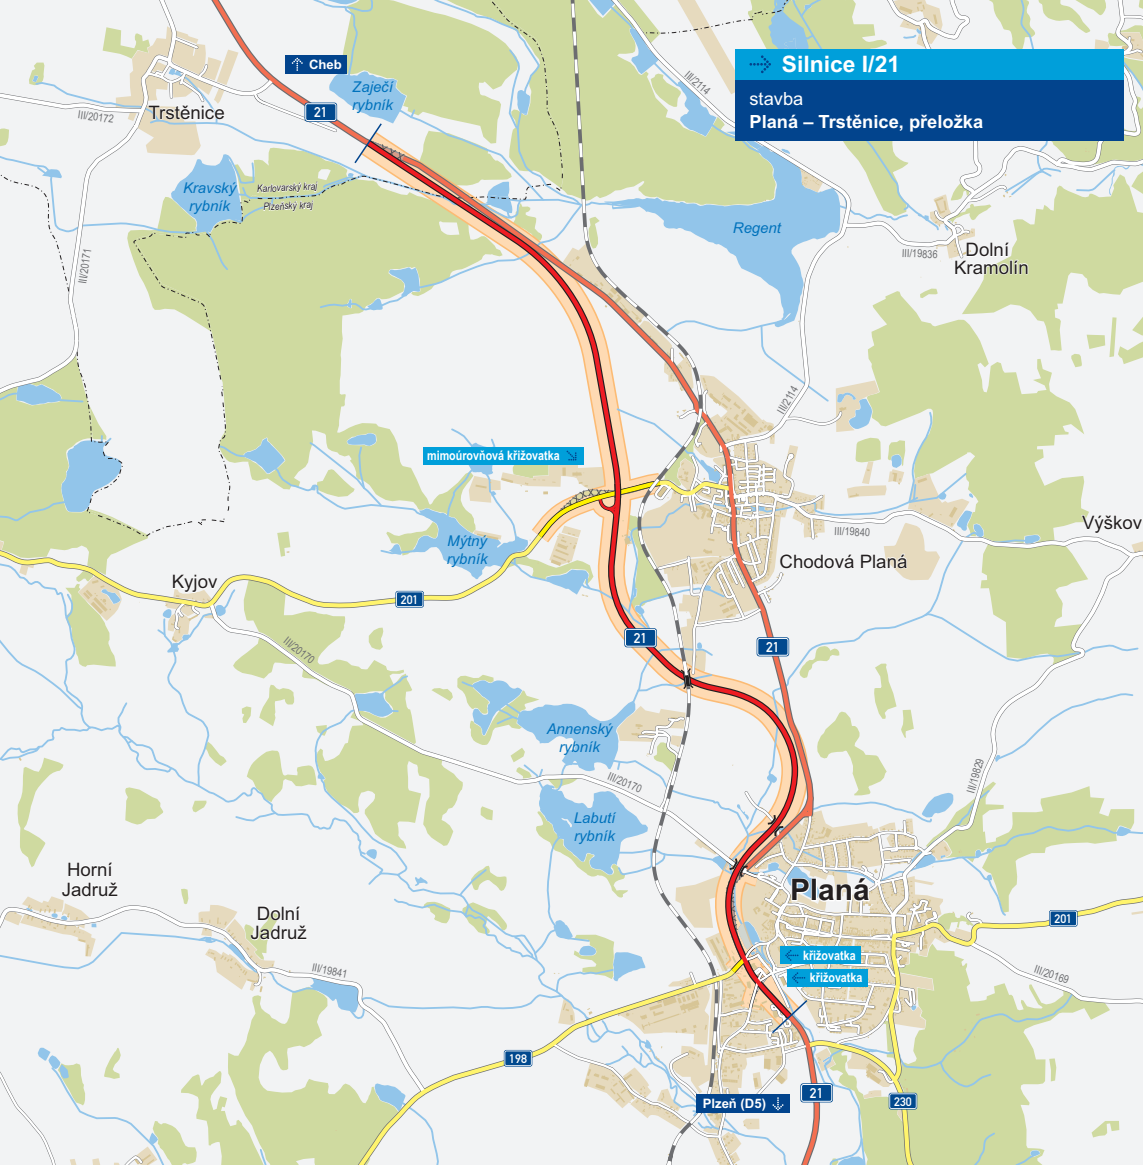 Silnice I/21
stavba
Planá – Trstěnice, přeložka
Cheb
21
Zaječí
rybník
Trstěnice
III/20172
III/2114
Kravský
rybník
Karlovarský kraj
Plzeňský kraj
Regent
III/19836
Dolní
Kramolín
III/20171
III/2114
mimoúrovňová křižovatka
Mýtný
rybník
III/19840
Výškov
Chodová Planá
Kyjov
201
21
21
III/20170
Annenský
rybník
III/20170
III/19829
Labutí
rybník
Horní
Jadruž
Planá
Dolní
Jadruž
201
křižovatka
křižovatka
III/19841
III/20169
198
21
230
Plzeň (D5)